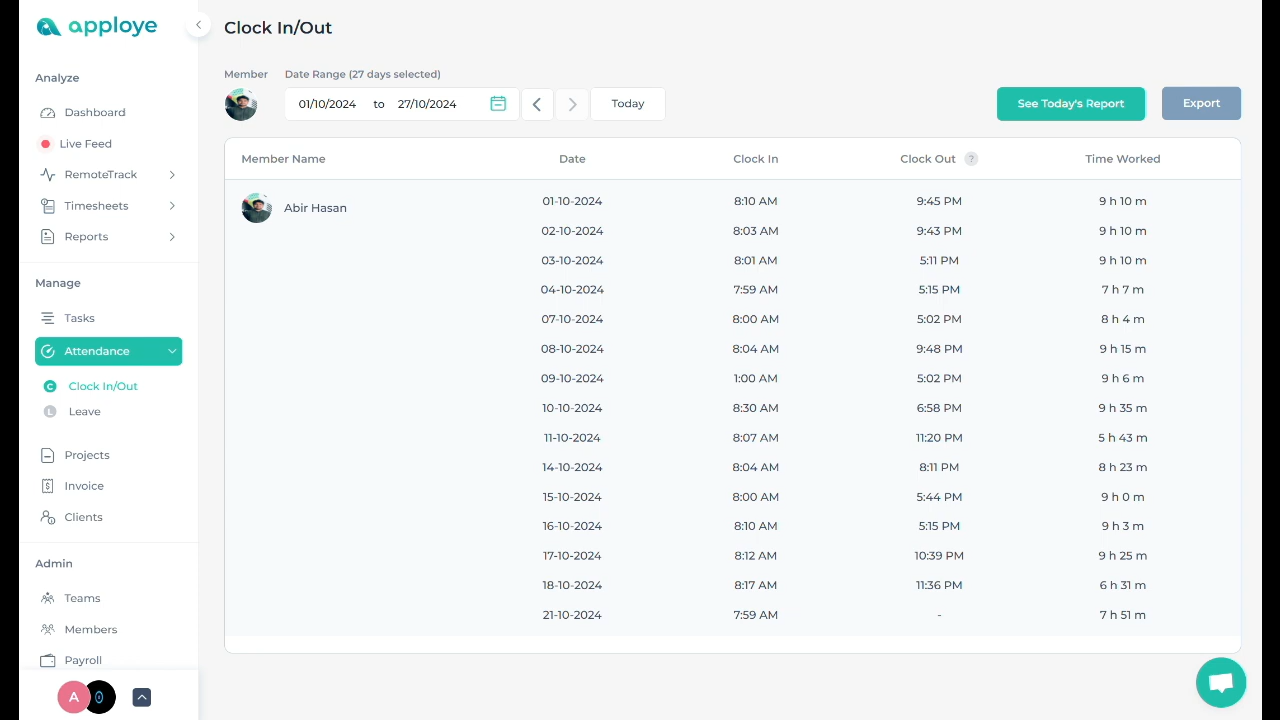 apploye
Clock In/Out
Analyze
Dashboard
Live Feed
RemoteTrack
Timesheets
Reports
Manage
Tasks
Attendance
C Clock In/Out
L Leave
Projects
Invoice
Clients
Admin
Teams
Members
Payroll
A
Member Date Range (27 days selected)
01/10/2024 to 27/10/2024 Today See Today's Report Export
Member Name Date Clock In Clock Out ? Time Worked
Abir Hasan
01-10-2024 8:10 AM 9:45 PM 9 h 10 m
02-10-2024 8:03 AM 9:43 PM 9 h 10 m
03-10-2024 8:01 AM 5:11 PM 9 h 10 m
04-10-2024 7:59 AM 5:15 PM 7 h 7 m
07-10-2024 8:00 AM 5:02 PM 8 h 4 m
08-10-2024 8:04 AM 9:48 PM 9 h 15 m
09-10-2024 1:00 AM 5:02 PM 9 h 6 m
10-10-2024 8:30 AM 6:58 PM 9 h 35 m
11-10-2024 8:07 AM 11:20 PM 5 h 43 m
14-10-2024 8:04 AM 8:11 PM 8 h 23 m
15-10-2024 8:00 AM 5:44 PM 9 h 0 m
16-10-2024 8:10 AM 5:15 PM 9 h 3 m
17-10-2024 8:12 AM 10:39 PM 9 h 25 m
18-10-2024 8:17 AM 11:36 PM 6 h 31 m
21-10-2024 7:59 AM - 7 h 51 m